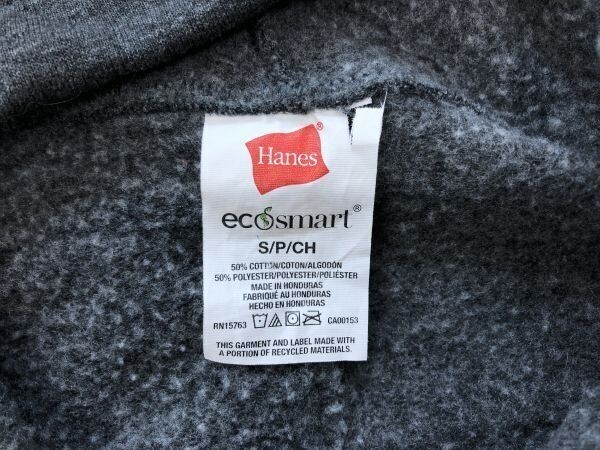 Hanes®
ecosmart®
S/P/CH
50% COTTON/COTON/ALGODÓN
50% POLYESTER/POLYESTER/POLIÉSTER
MADE IN HONDURAS
FABRIQUÉ AU HONDURAS
HECHO EN HONDURAS
RN15763 CA00153
THIS GARMENT AND LABEL MADE WITH
A PORTION OF RECYCLED MATERIALS.